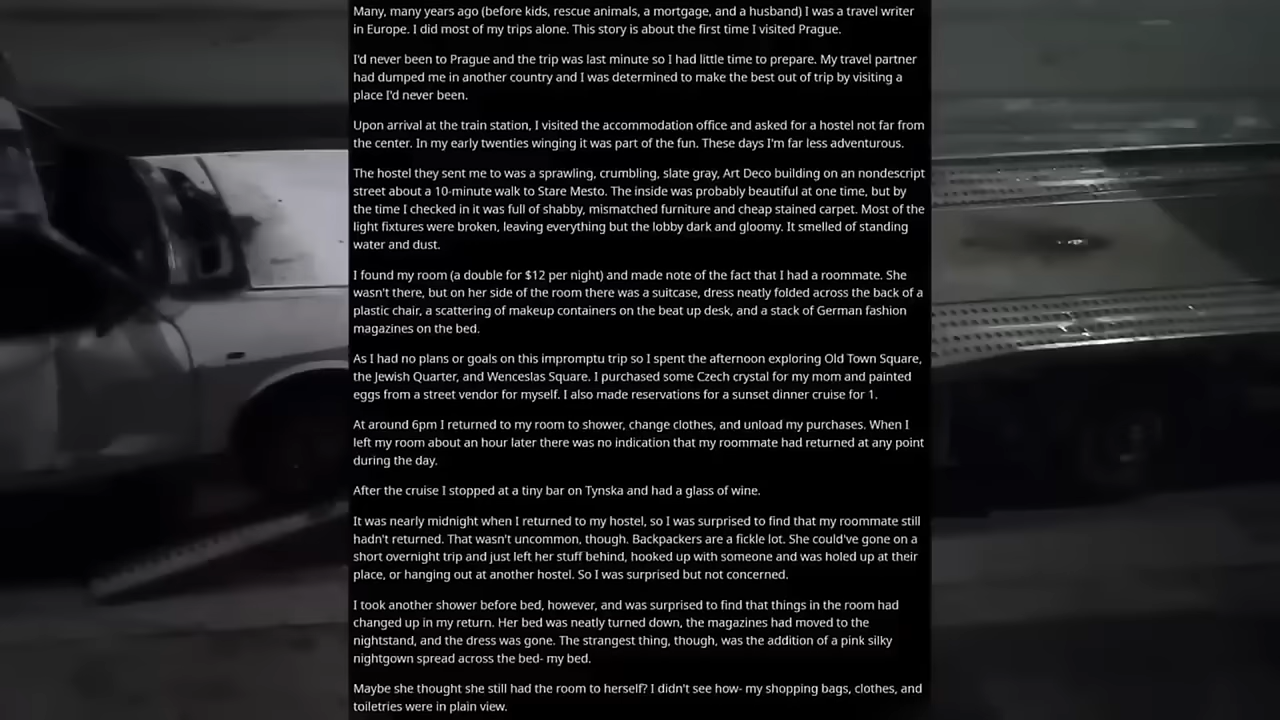 Many, many years ago (before kids, rescue animals, a mortgage, and a husband) I was a travel writer
in Europe. I did most of my trips alone. This story is about the first time I visited Prague.
I'd never been to Prague and the trip was last minute so I had little time to prepare. My travel partner
had dumped me in another country and I was determined to make the best out of trip by visiting a
place I'd never been.
Upon arrival at the train station, I visited the accommodation office and asked for a hostel not far from
the center. In my early twenties winging it was part of the fun. These days I'm far less adventurous.
The hostel they sent me to was a sprawling, crumbling, slate gray, Art Deco building on an nondescript
street about a 10-minute walk to Stare Mesto. The inside was probably beautiful at one time, but by
the time I checked in it was full of shabby, mismatched furniture and cheap stained carpet. Most of the
light fixtures were broken, leaving everything but the lobby dark and gloomy. It smelled of standing
water and dust.
I found my room (a double for $12 per night) and made note of the fact that I had a roommate. She
wasn't there, but on her side of the room there was a suitcase, dress neatly folded across the back of a
plastic chair, a scattering of makeup containers on the beat up desk, and a stack of German fashion
magazines on the bed.
As I had no plans or goals on this impromptu trip so I spent the afternoon exploring Old Town Square,
the Jewish Quarter, and Wenceslas Square. I purchased some Czech crystal for my mom and painted
eggs from a street vendor for myself. I also made reservations for a sunset dinner cruise for 1.
At around 6pm I returned to my room to shower, change clothes, and unload my purchases. When I
left my room about an hour later there was no indication that my roommate had returned at any point
during the day.
After the cruise I stopped at a tiny bar on Tynska and had a glass of wine.
It was nearly midnight when I returned to my hostel, so I was surprised to find that my roommate still
hadn't returned. That wasn't uncommon, though. Backpackers are a fickle lot. She could've gone on a
short overnight trip and just left her stuff behind, hooked up with someone and was holed up at their
place, or hanging out at another hostel. So I was surprised but not concerned.
I took another shower before bed, however, and was surprised to find that things in the room had
changed up in my return. Her bed was neatly turned down, the magazines had moved to the
nightstand, and the dress was gone. The strangest thing, though, was the addition of a pink silky
nightgown spread across the bed- my bed.
Maybe she thought she still had the room to herself? I didn't see how- my shopping bags, clothes, and
toiletries were in plain view.